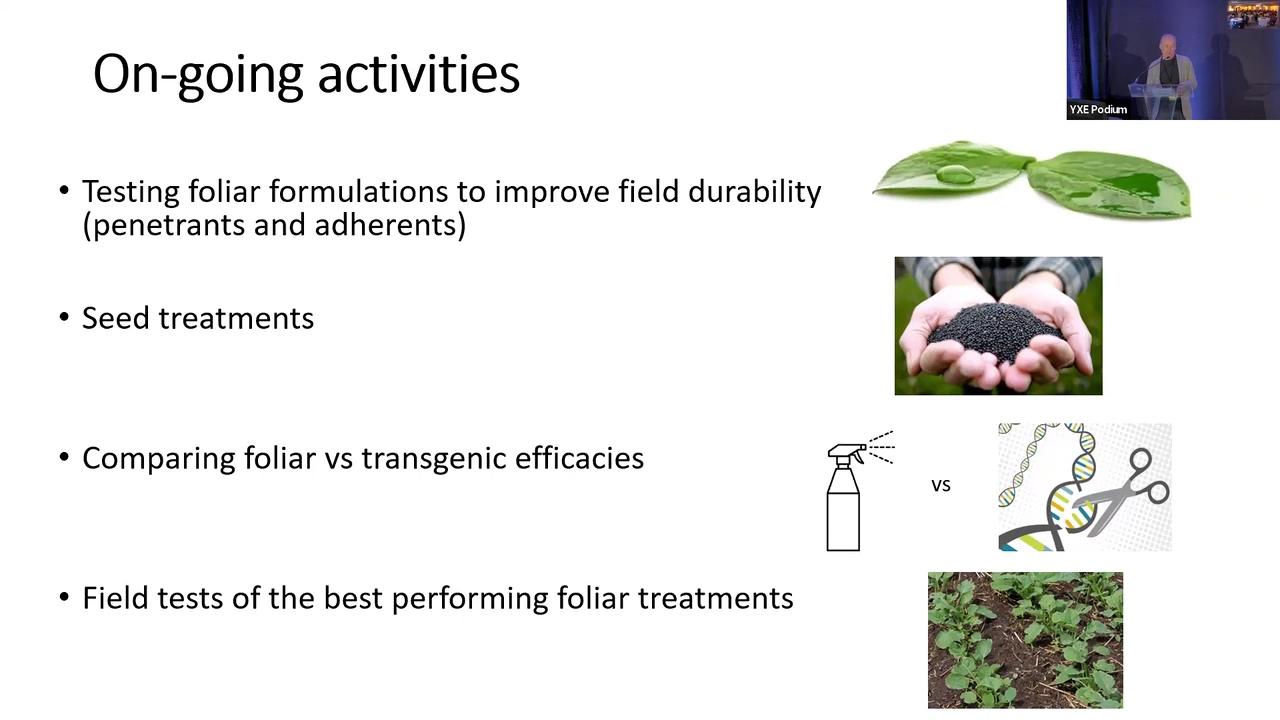 On-going activities
YXE Podium
• Testing foliar formulations to improve field durability
(penetrants and adherents)
• Seed treatments
• Comparing foliar vs transgenic efficacies
vs
• Field tests of the best performing foliar treatments